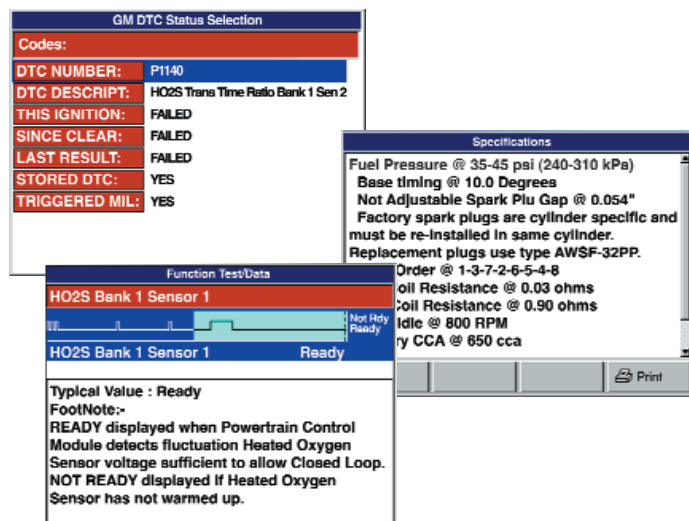 GM DTC Status Selection
Codes:
DTC NUMBER: P1140
DTC DESCRIPT: HO2S Trans Time Ratio Bank 1 Sen 2
THIS IGNITION: FAILED
SINCE CLEAR: FAILED
LAST RESULT: FAILED
STORED DTC: YES
TRIGGERED MIL: YES
Specifications
Fuel Pressure @ 35-45 psi (240-310 kPa)
Base timing @ 10.0 Degrees
Not Adjustable Spark Plu Gap @ 0.054"
Factory spark plugs are cylinder specific and
must be re-installed in same cylinder.
Replacement plugs use type AWSF-32PP.
Order @ 1-3-7-2-6-5-4-8
oil Resistance @ 0.03 ohms
Coil Resistance @ 0.90 ohms
Idle @ 800 RPM
ry CCA @ 650 cca
Print
Function Test/Data
HO2S Bank 1 Sensor 1
Not Rdy
Ready
HO2S Bank 1 Sensor 1 Ready
Typical Value : Ready
FootNote:-
READY displayed when Powertrain Control
Module detects fluctuation Heated Oxygen
Sensor voltage sufficient to allow Closed Loop.
NOT READY displayed if Heated Oxygen
Sensor has not warmed up.